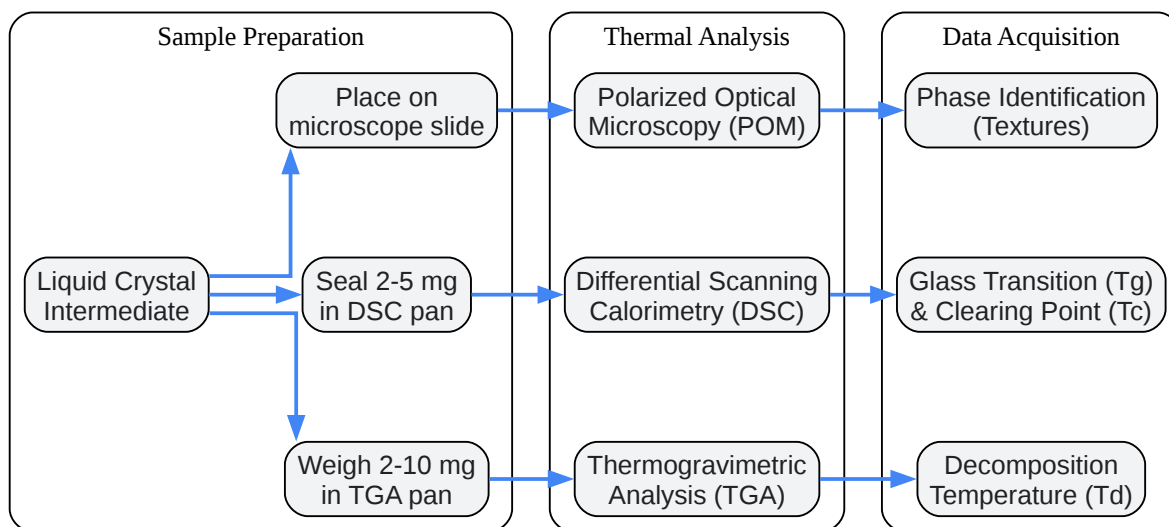 Sample Preparation
Thermal Analysis
Data Acquisition
Place on
microscope slide
Polarized Optical
Microscopy (POM)
Phase Identification
(Textures)
Liquid Crystal
Intermediate
Seal 2-5 mg
in DSC pan
Differential Scanning
Calorimetry (DSC)
Glass Transition (Tg)
& Clearing Point (Tc)
Weigh 2-10 mg
in TGA pan
Thermogravimetric
Analysis (TGA)
Decomposition
Temperature (Td)